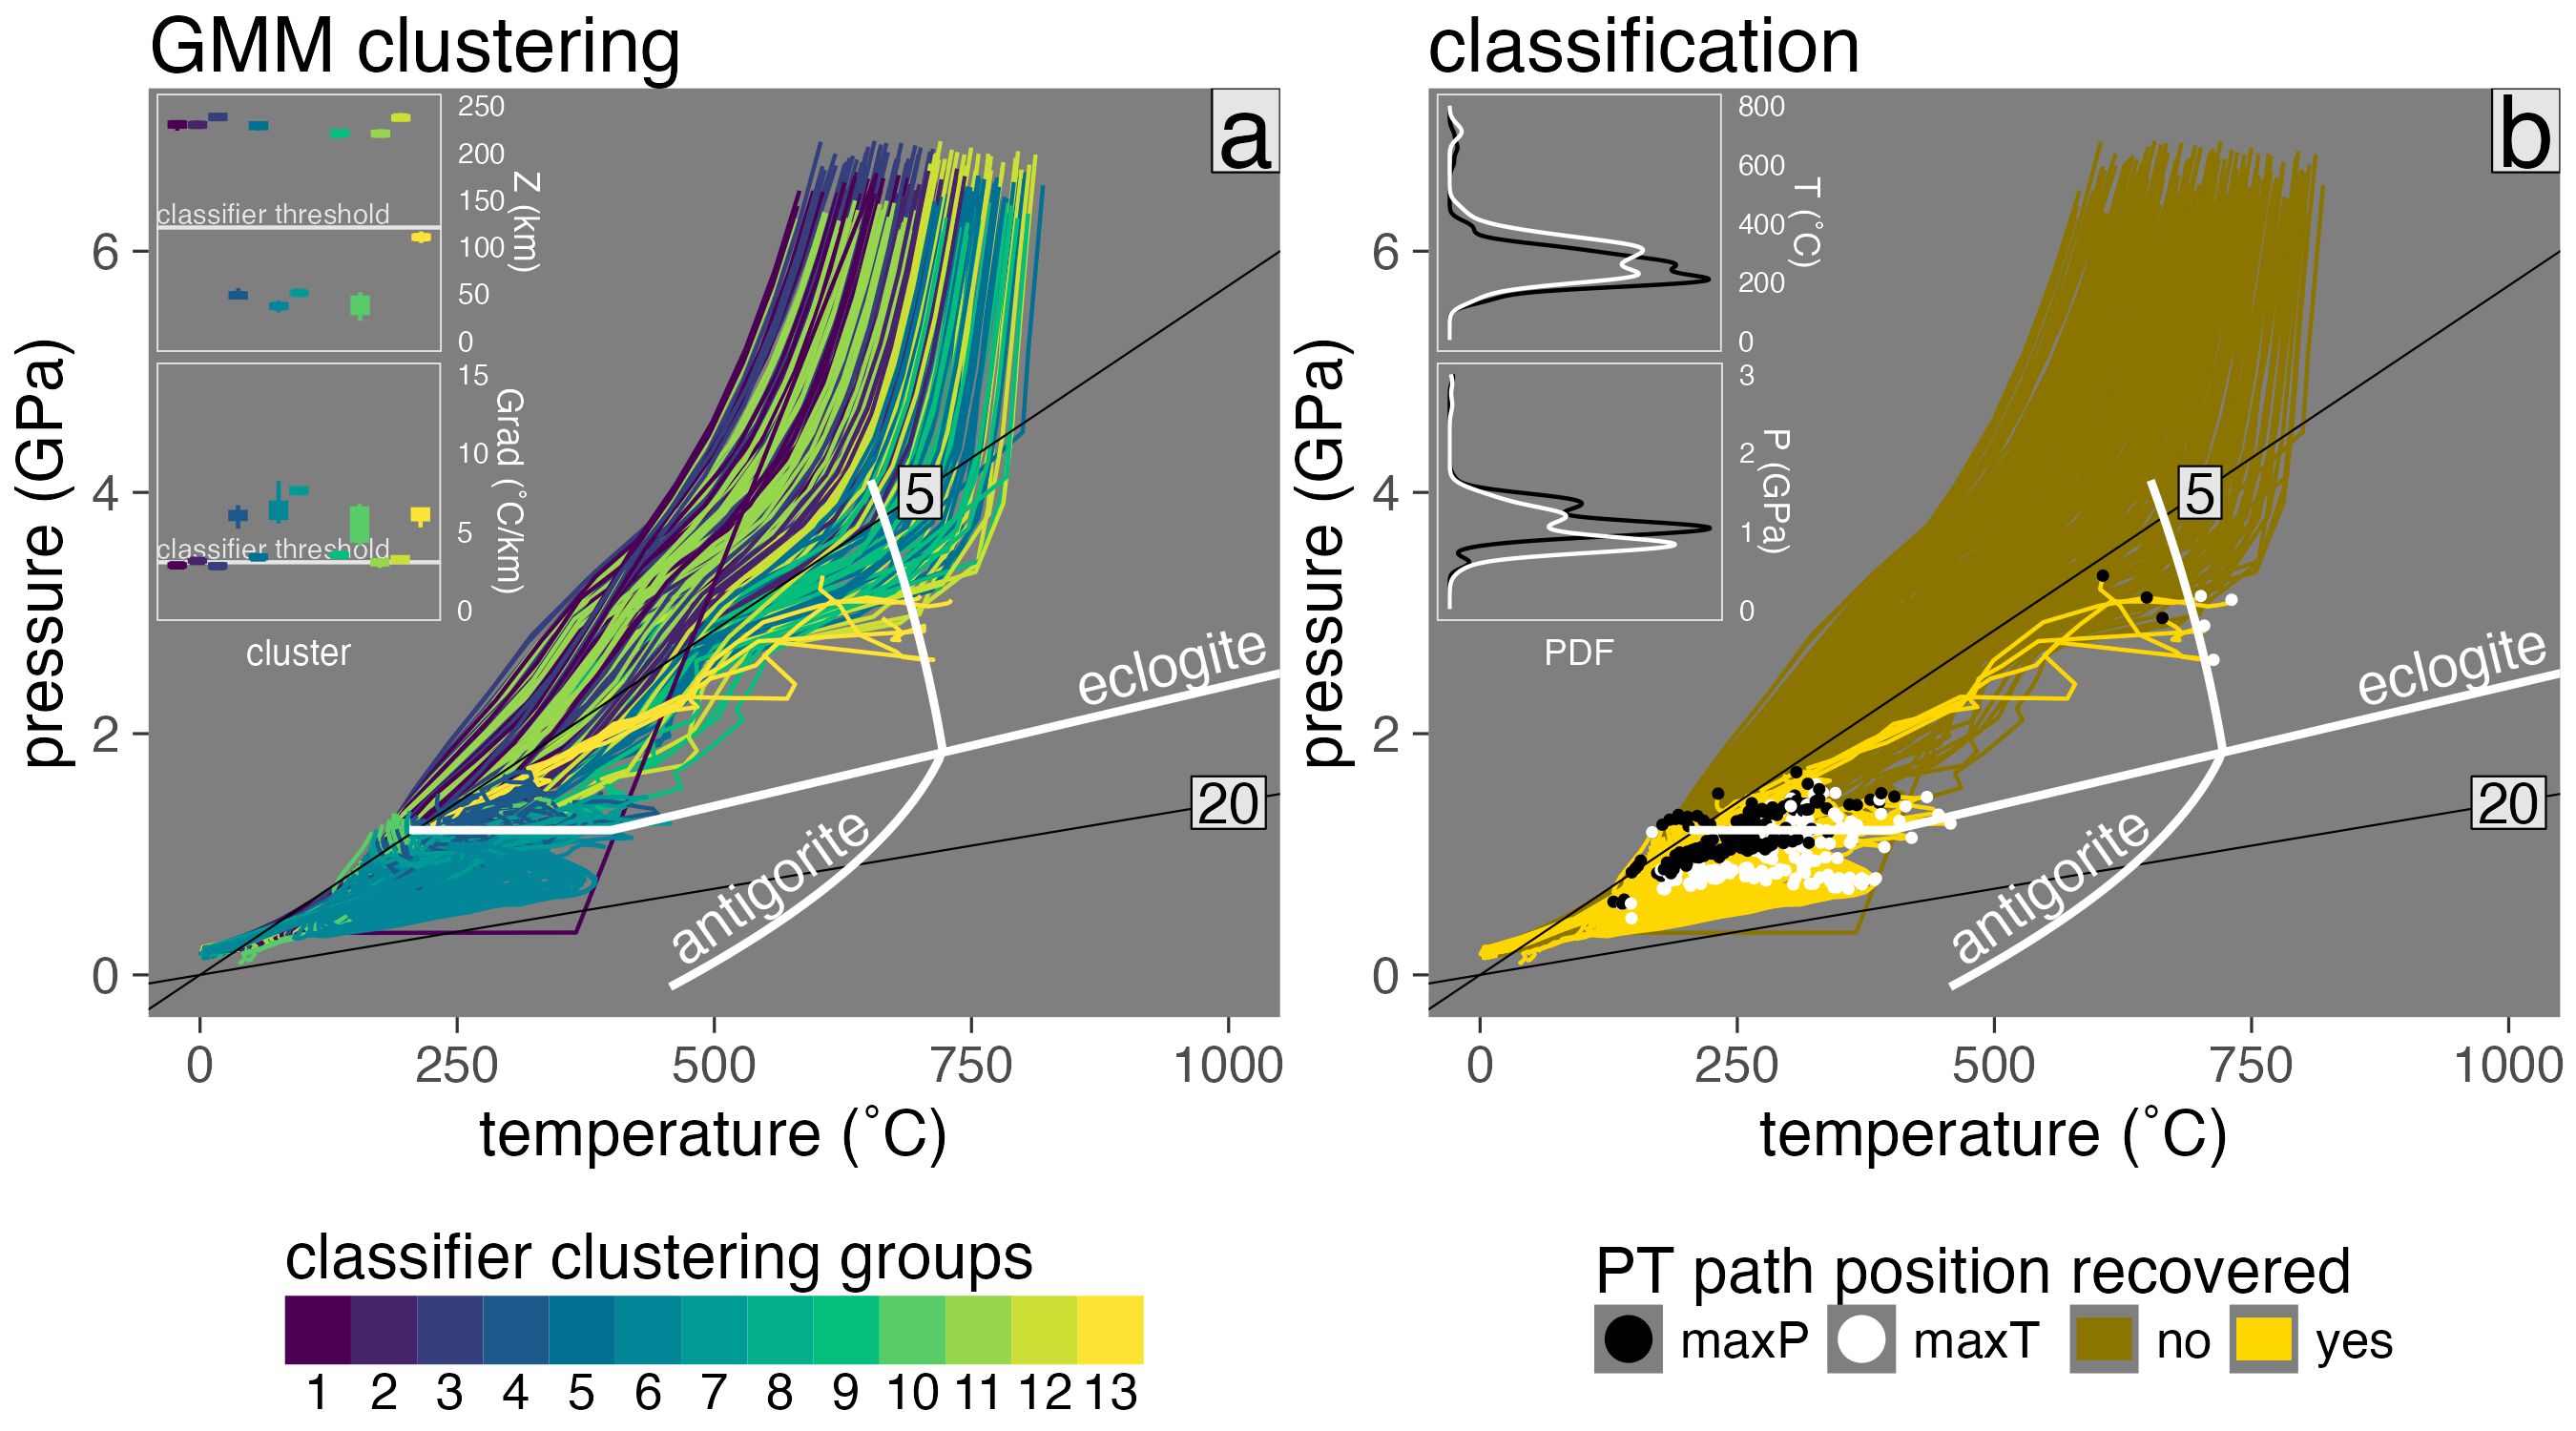 GMM clustering
a
250
200
150
100
50
0
Z (km)
classifier threshold
15
10
5
0
Grad (˚C/km)
classifier threshold
cluster
5
20
eclogite
antigorite
6
4
2
0
pressure (GPa)
0 250 500 750 1000
temperature (˚C)
classification
b
800
600
400
200
0
T (˚C)
3
2
1
0
P (GPa)
PDF
5
20
eclogite
antigorite
6
4
2
0
pressure (GPa)
0 250 500 750 1000
temperature (˚C)
classifier clustering groups
1 2 3 4 5 6 7 8 9 10 11 12 13
PT path position recovered
maxP maxT no yes